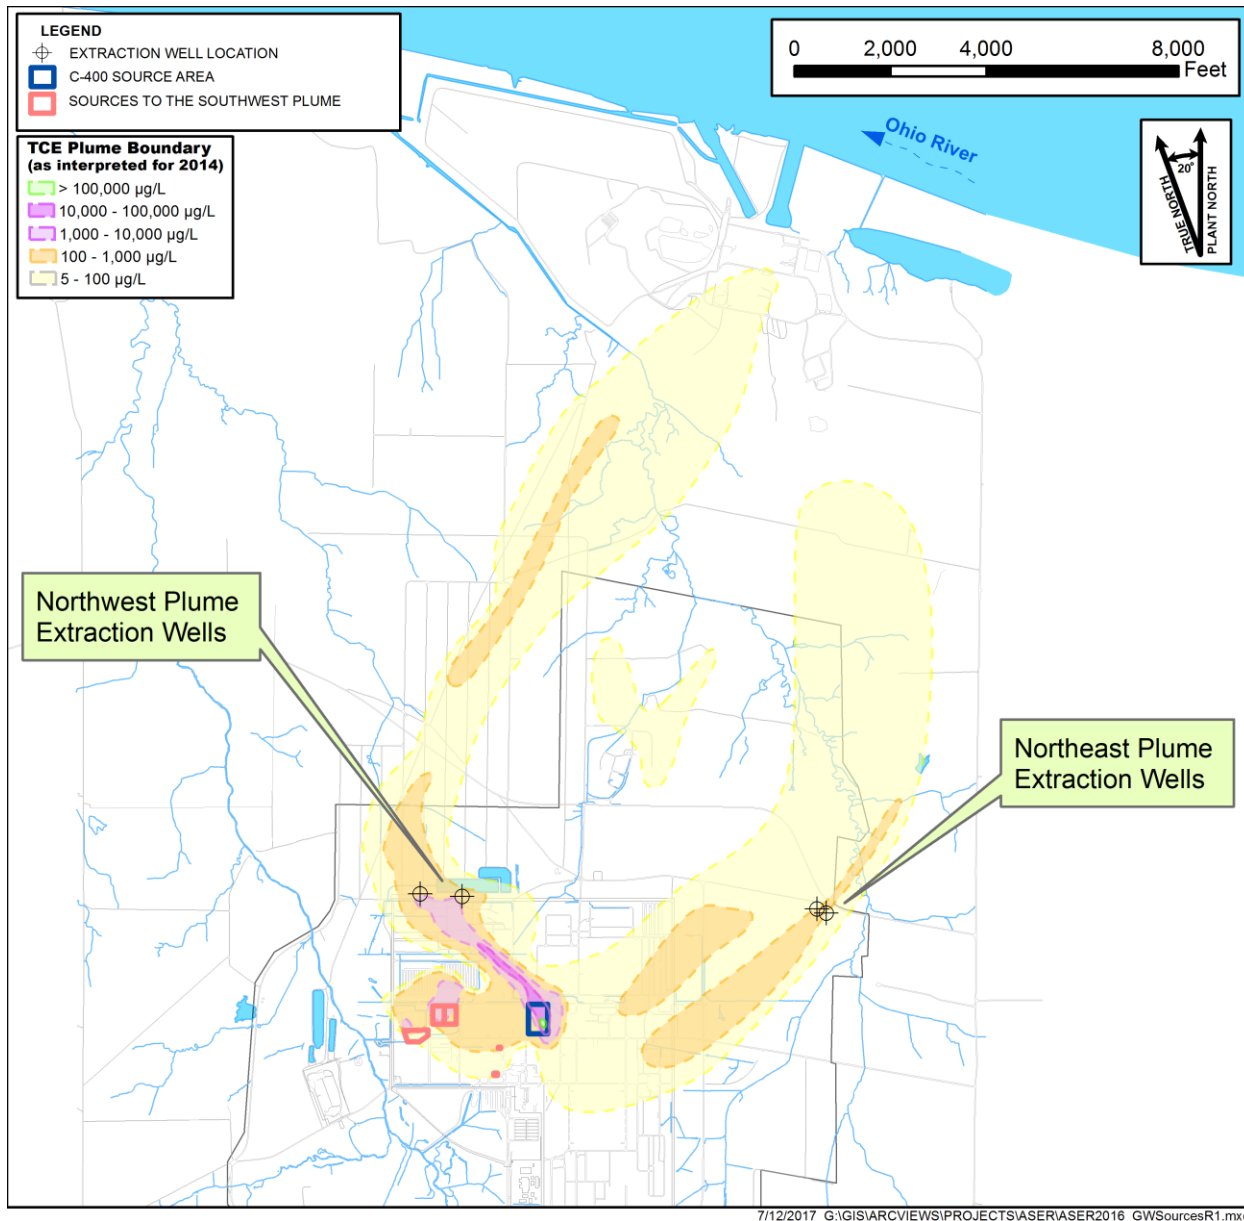 LEGEND
EXTRACTION WELL LOCATION
C-400 SOURCE AREA
SOURCES TO THE SOUTHWEST PLUME
TCE Plume Boundary
(as interpreted for 2014)
> 100,000 µg/L
10,000 - 100,000 µg/L
1,000 - 10,000 µg/L
100 - 1,000 µg/L
5 - 100 µg/L
0 2,000 4,000 8,000
Feet
Ohio River
20°
TRUE NORTH
PLANT NORTH
Northwest Plume
Extraction Wells
Northeast Plume
Extraction Wells
7/12/2017 G:\GIS\ARCVIEWS\PROJECTS\ASER\ASER2016_GWSourcesR1.mx